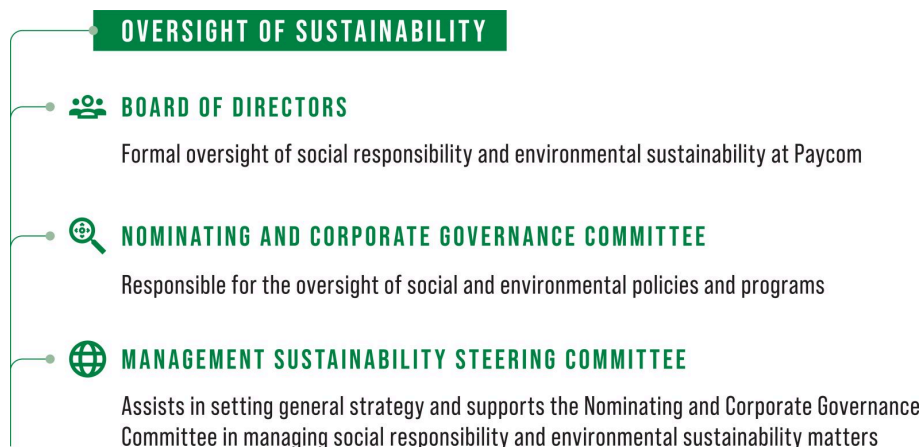 OVERSIGHT OF SUSTAINABILITY
BOARD OF DIRECTORS
Formal oversight of social responsibility and environmental sustainability at Paycom
NOMINATING AND CORPORATE GOVERNANCE COMMITTEE
Responsible for the oversight of social and environmental policies and programs
MANAGEMENT SUSTAINABILITY STEERING COMMITTEE
Assists in setting general strategy and supports the Nominating and Corporate Governance
Committee in managing social responsibility and environmental sustainability matters